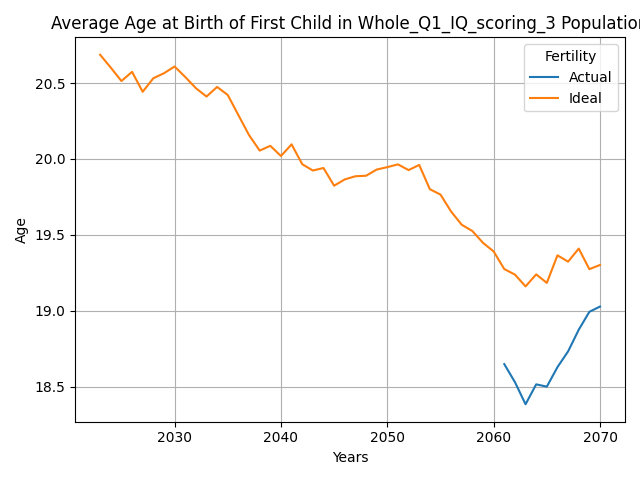 Average Age at Birth of First Child in Whole_Q1_IQ_scoring_3 Population
Fertility
Actual
Ideal
20.5
20.0
19.5
19.0
18.5
Age
2030
2040
2050
2060
2070
Years